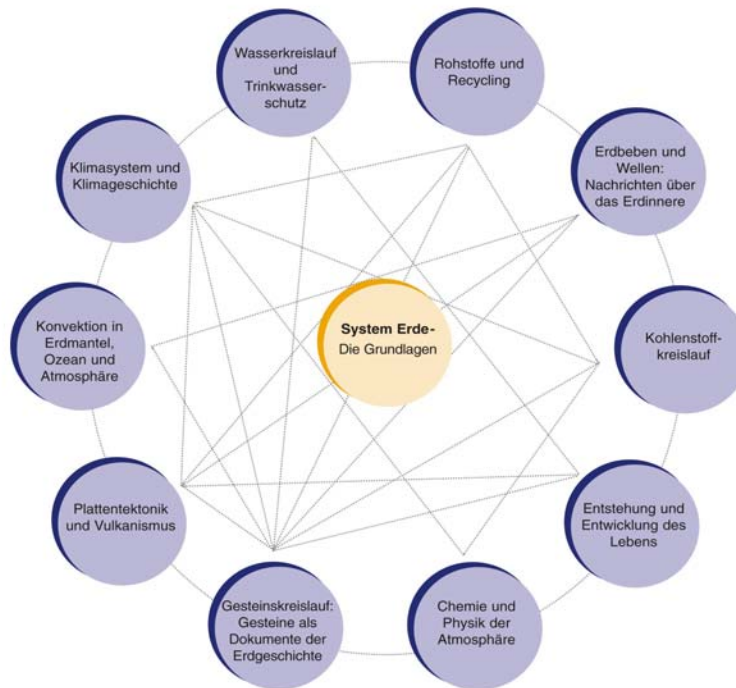 Wasserkreislauf
und
Trinkwasser-
schutz
Rohstoffe und
Recycling
Klimasystem und
Klimageschichte
Erdbeben und
Wellen:
Nachrichten über
das Erdinnere
Konvektion in
Erdmantel,
Ozean und
Atmosphäre
System Erde-
Die Grundlagen
Kohlenstoff-
kreislauf
Plattentektonik
und Vulkanismus
Entstehung und
Entwicklung des
Lebens
Gesteinskreislauf:
Gesteine als
Dokumente der
Erdgeschichte
Chemie und
Physik der
Atmosphäre